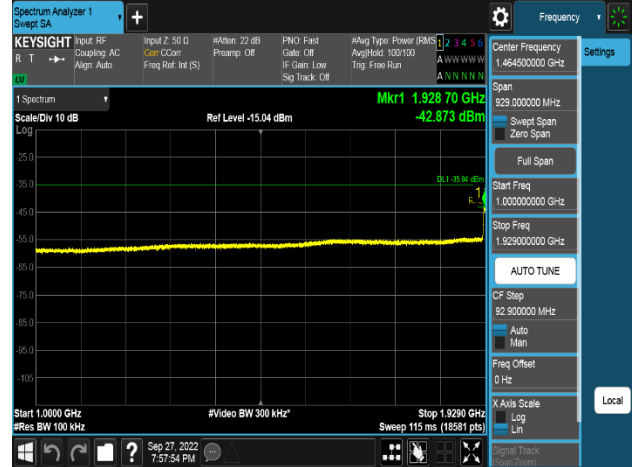 Spectrum Analyzer 1
Swept SA
Frequency
KEYSIGHT
R T
LXI
Input: RF
Coupling: AC
Align: Auto
Input Z: 50 Ω
Corr CCorr
Freq Ref: Int (S)
#Atten: 22 dB
Preamp: Off
PNO: Fast
Gate: Off
IF Gain: Low
Sig Track: Off
#Avg Type: Power (RMS
Avg|Hold: 100/100
Trig: Free Run
1 2 3 4 5 6
A W W W W W
A N N N N N
1 Spectrum
Scale/Div 10 dB
Log
Ref Level -15.04 dBm
Mkr1 1.928 70 GHz
-42.873 dBm
DL1 -35.04 dBm
1
-25.0
-35.0
-45.0
-55.0
-65.0
-75.0
-85.0
-95.0
-105
Start 1.0000 GHz
#Res BW 100 kHz
#Video BW 300 kHz*
Stop 1.9290 GHz
Sweep 115 ms (18581 pts)
Sep 27, 2022
7:57:54 PM
Center Frequency
1.464500000 GHz
Span
929.000000 MHz
Swept Span
Zero Span
Full Span
Start Freq
1.000000000 GHz
Stop Freq
1.929000000 GHz
AUTO TUNE
CF Step
92.900000 MHz
Auto
Man
Freq Offset
0 Hz
X Axis Scale
Log
Lin
Signal Track
(Span Zoom)
Settings
Local